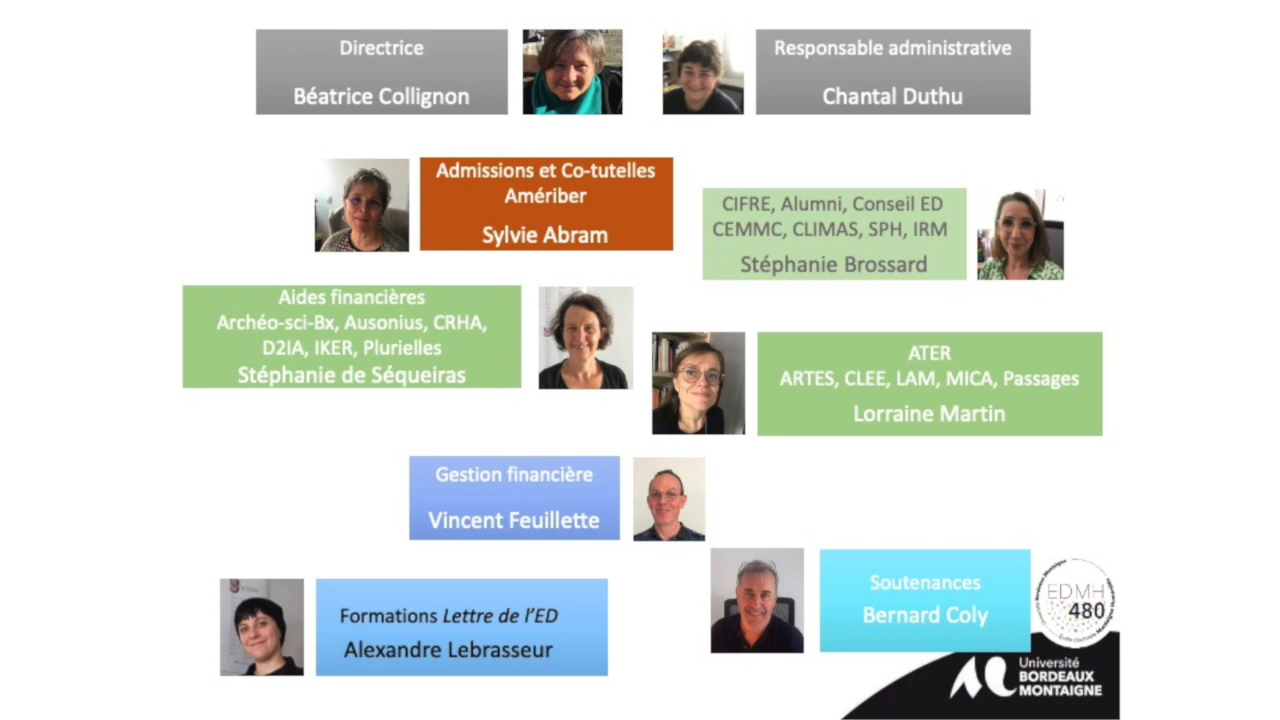 Directrice
Béatrice Collignon
Responsable administrative
Chantal Duthu
Admissions et Co-tutelles
Amériber
Sylvie Abram
CIFRE, Alumni, Conseil ED
CEMMC, CLIMAS, SPH, IRM
Stéphanie Brossard
Aides financières
Archéo-sci-Bx, Ausonius, CRHA,
D2IA, IKER, Plurielles
Stéphanie de Séqueiras
ATER
ARTES, CLEE, LAM, MICA, Passages
Lorraine Martin
Gestion financière
Vincent Feuillette
Soutenances
Bernard Coly
Formations Lettre de l'ED
Alexandre Lebrasseur
EDMH
480
Université
BORDEAUX
MONTAIGNE